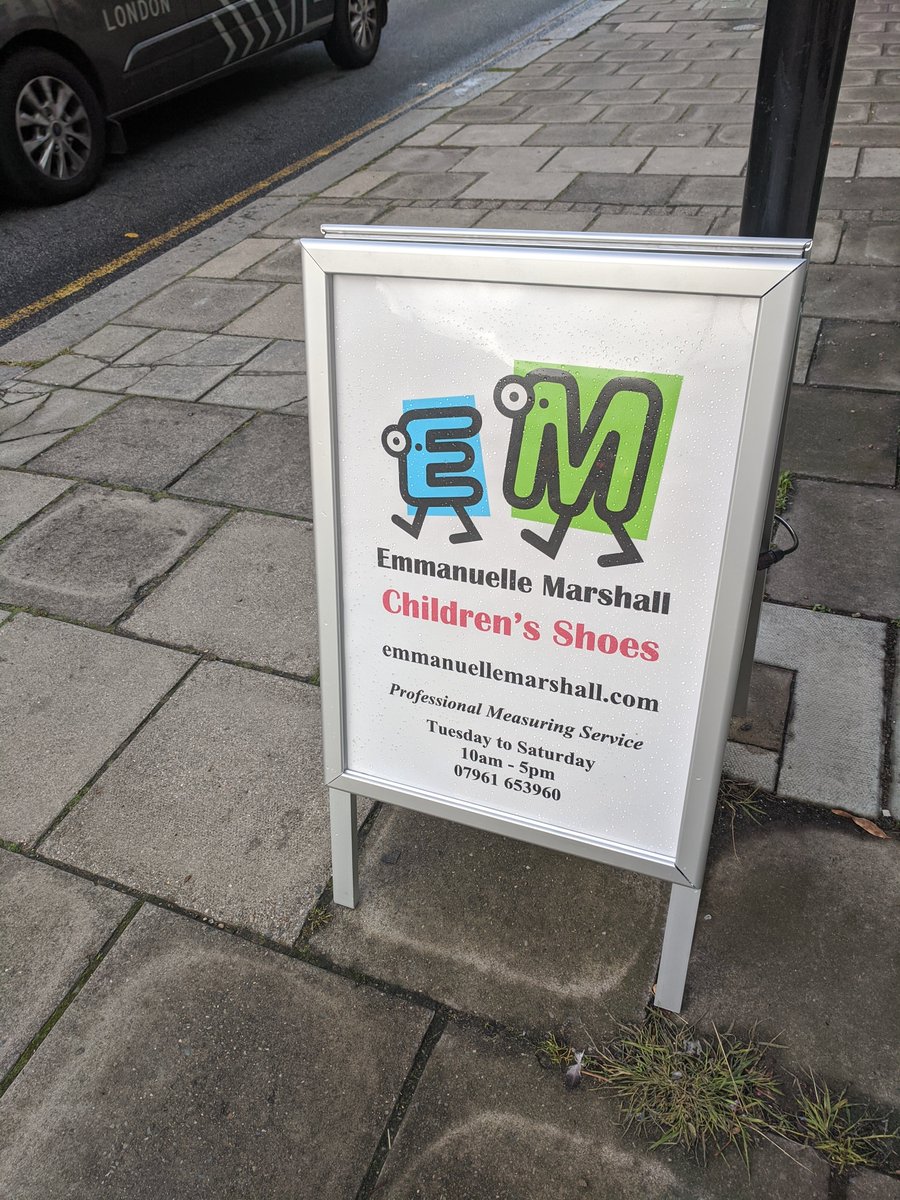 LONDON
EM
Emmanuelle Marshall
Children's Shoes
emmanuellemarshall.com
Professional Measuring Service
Tuesday to Saturday
10am - 5pm
07961 653960